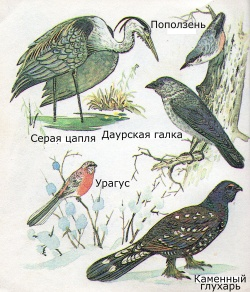 Поползень
Серая цапля
Даурская галка
Урагус
Каменный
глухарь